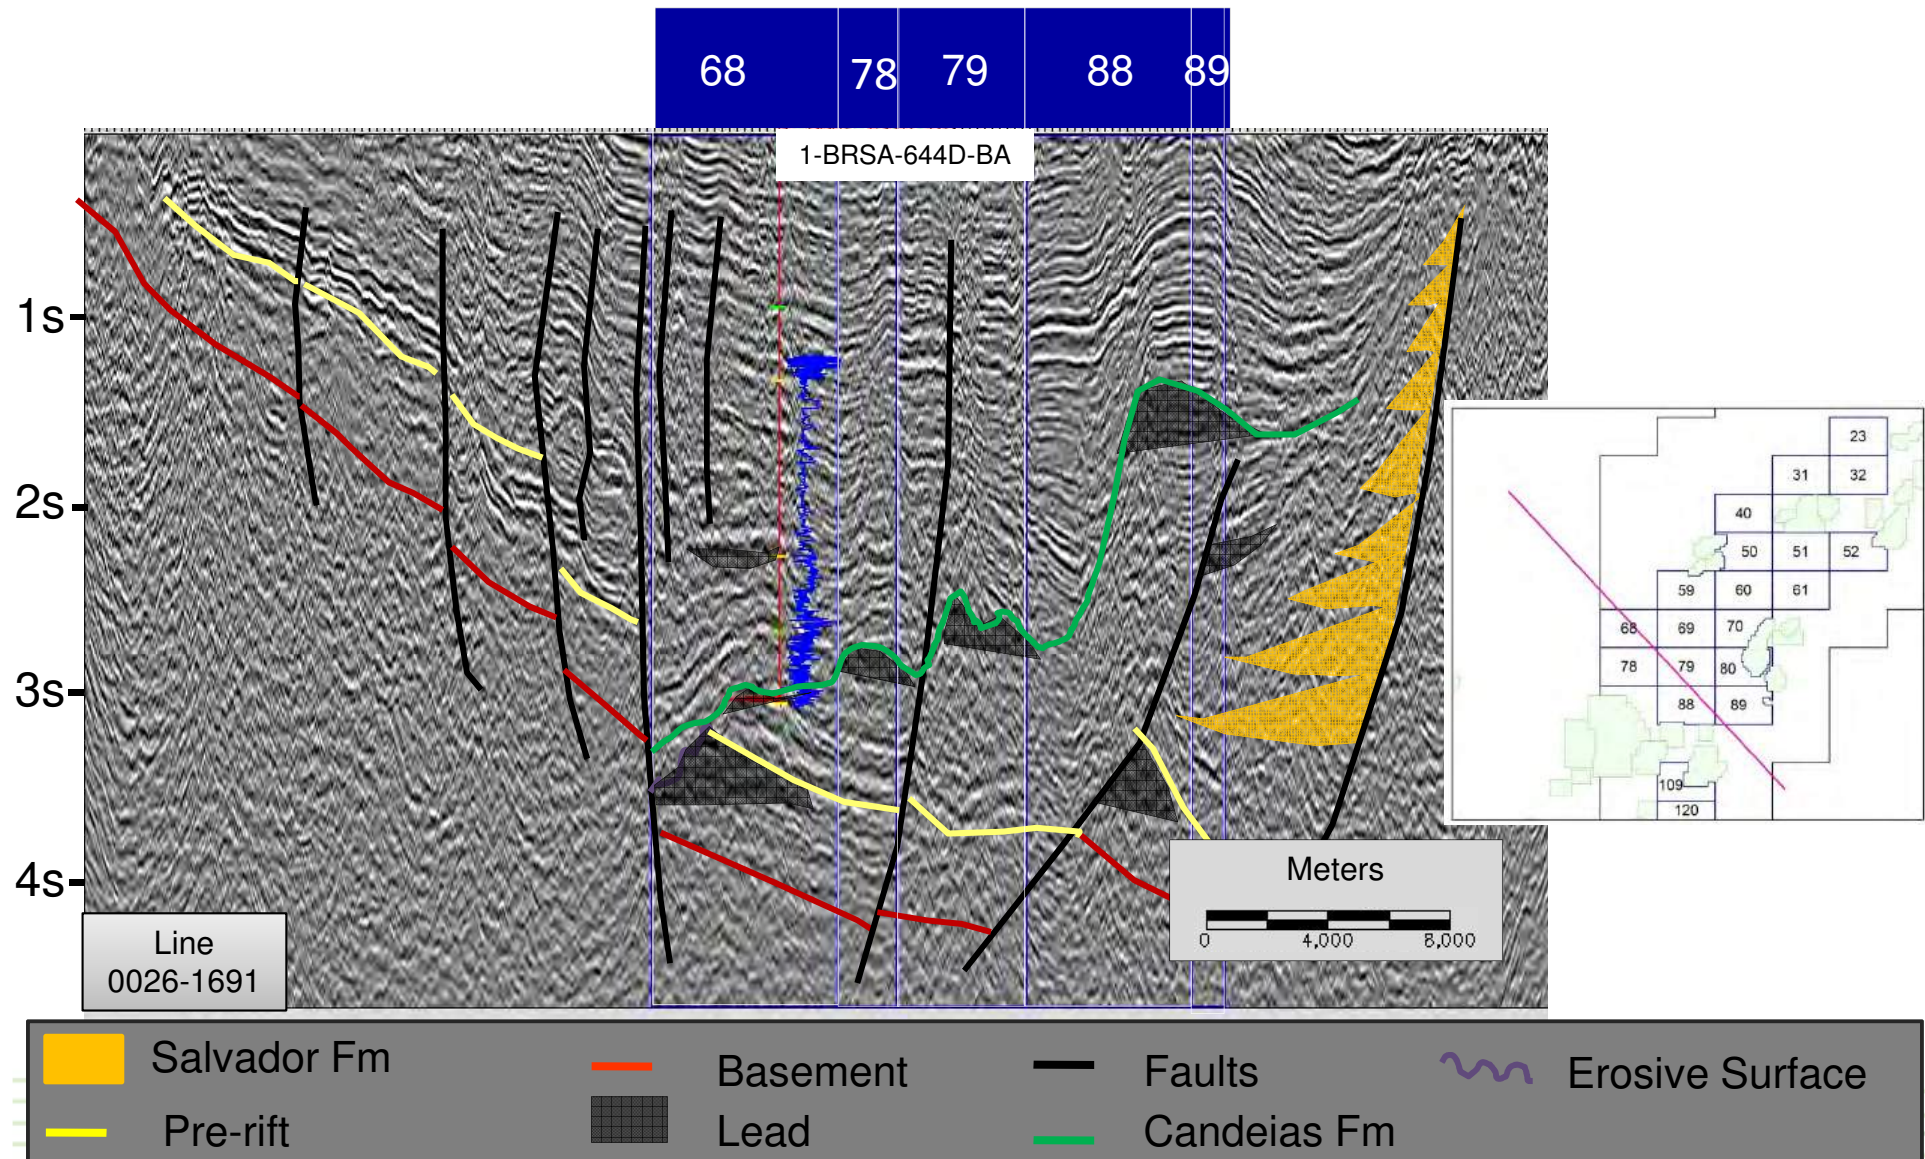 68 78 79 88 89
1-BRSA-644D-BA
1s
2s
3s
4s
23
31 32
40
50 51 52
59 60 61
68 69 70
78 79 80
88 89
109
120
Meters
0 4,000 8,000
Line
0026-1691
Salvador Fm Basement Faults Erosive Surface
Pre-rift Lead Candeias Fm